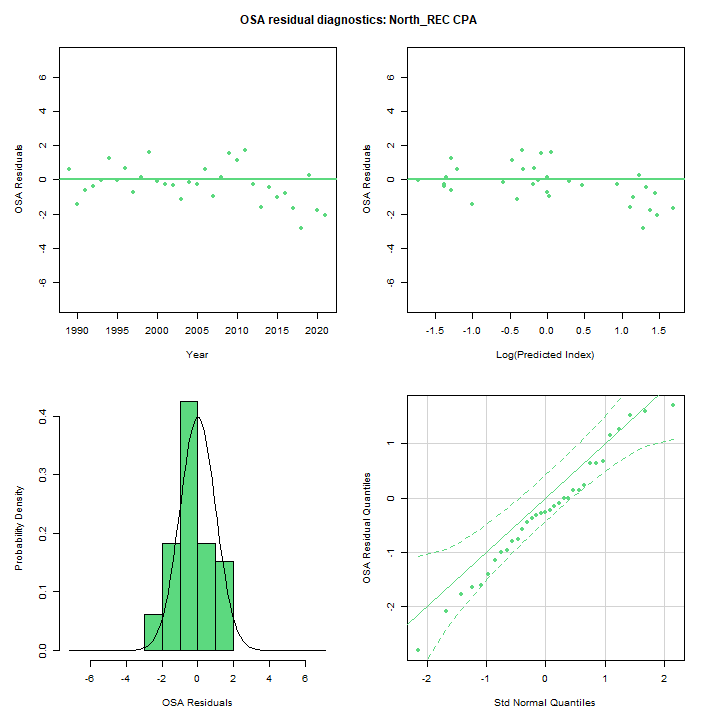 OSA residual diagnostics: North_REC CPA
OSA Residuals
6
4
2
0
-2
-4
-6
1990 1995 2000 2005 2010 2015 2020
Year
OSA Residuals
6
4
2
0
-2
-4
-6
-1.5 -1.0 -0.5 0.0 0.5 1.0 1.5
Log(Predicted Index)
Probability Density
0.4
0.3
0.2
0.1
0.0
-6 -4 -2 0 2 4 6
OSA Residuals
OSA Residual Quantiles
1
0
-1
-2
-2 -1 0 1 2
Std Normal Quantiles